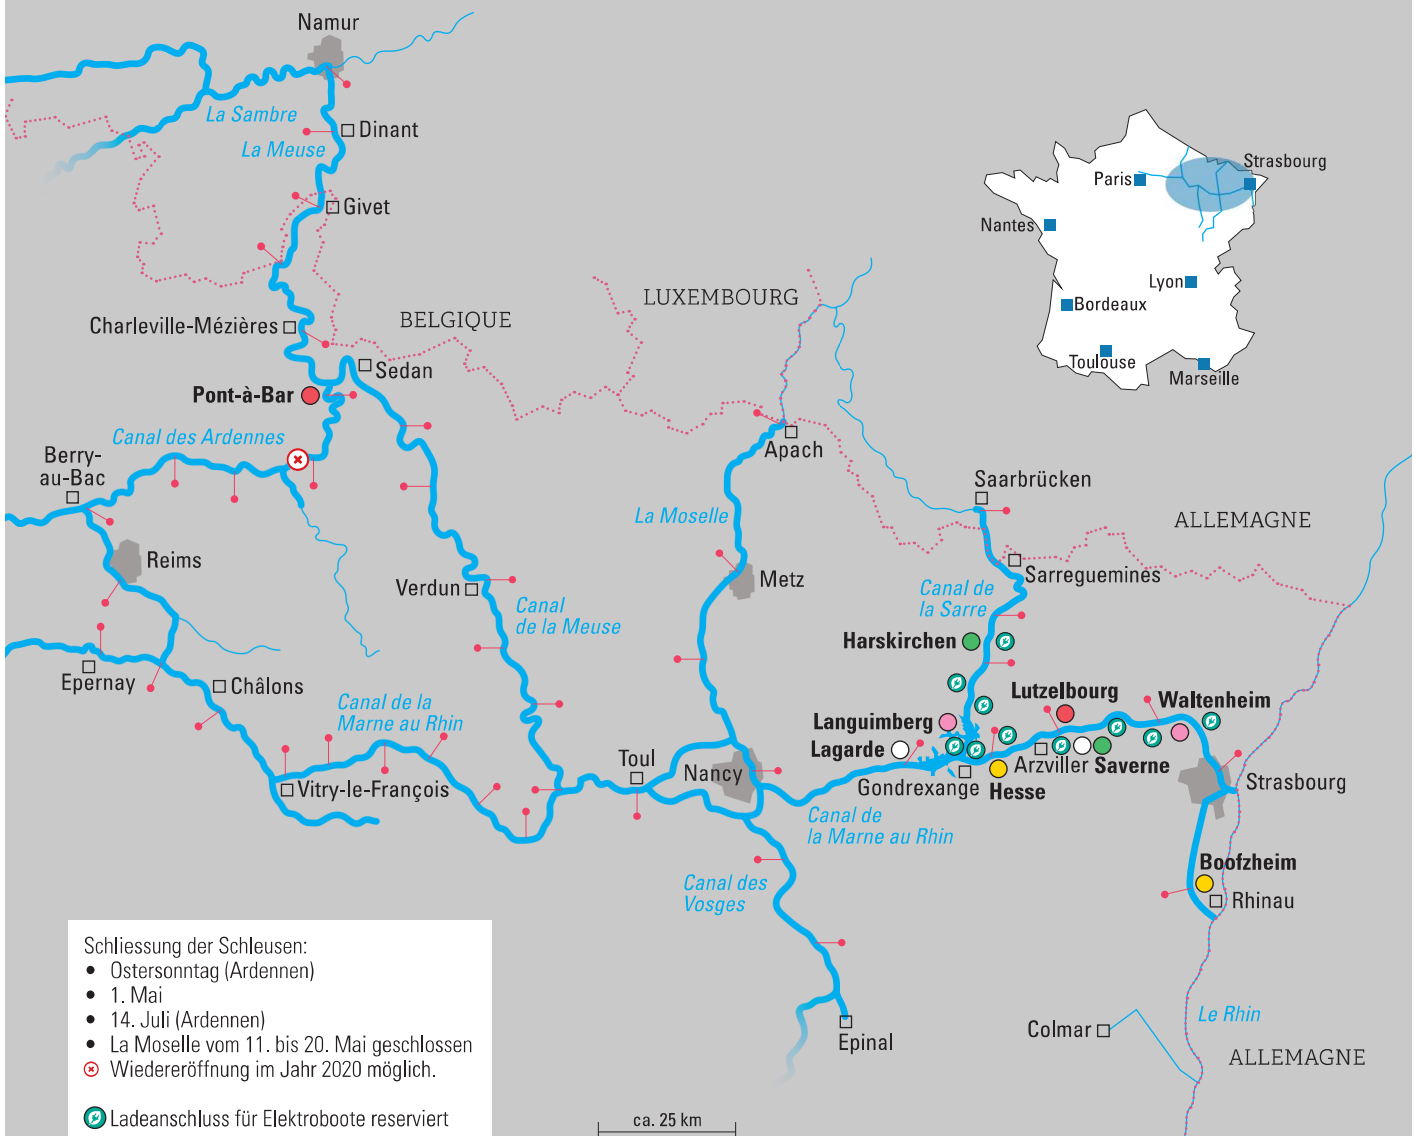 Namur
La Sambre
Dinant
La Meuse
Givet
Strasbourg
Paris
Nantes
Lyon
Bordeaux
Toulouse
Marseille
LUXEMBOURG
BELGIQUE
Charleville-Mézières
Sedan
Pont-à-Bar
Canal des Ardennes
Berry-
au-Bac
Apach
Saarbrücken
La Moselle
ALLEMAGNE
Reims
Metz
Sarreguemines
Verdun
Canal
de la Meuse
Canal de
la Sarre
Harskirchen
Epernay
Châlons
Canal de la
Marne au Rhin
Lutzelbourg
Waltenheim
Languimberg
Lagarde
Toul
Nancy
Arzviller
Saverne
Gondrexange
Hesse
Strasbourg
Vitry-le-François
Canal de
la Marne au Rhin
Boofzheim
Rhinau
Canal des
Vosges
Epinal
Colmar
Le Rhin
ALLEMAGNE
Schliessung der Schleusen:
• Ostersonntag (Ardennen)
• 1. Mai
• 14. Juli (Ardennen)
• La Moselle vom 11. bis 20. Mai geschlossen
Wiedereröffnung im Jahr 2020 möglich.
Ladeanschluss für Elektroboote reserviert
ca. 25 km